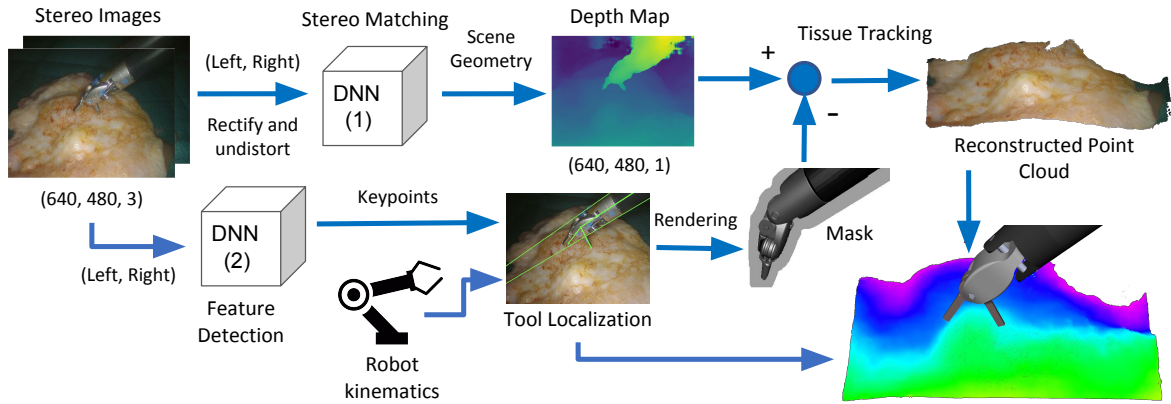 Stereo Images
Stereo Matching
Depth Map
(Left, Right)
Scene
Geometry
+
Tissue Tracking
DNN
(1)
Rectify and
undistort
-
(640, 480, 3)
(640, 480, 1)
Reconstructed Point
Cloud
Keypoints
Rendering
Mask
DNN
(2)
(Left, Right)
Feature
Detection
Tool Localization
Robot
kinematics